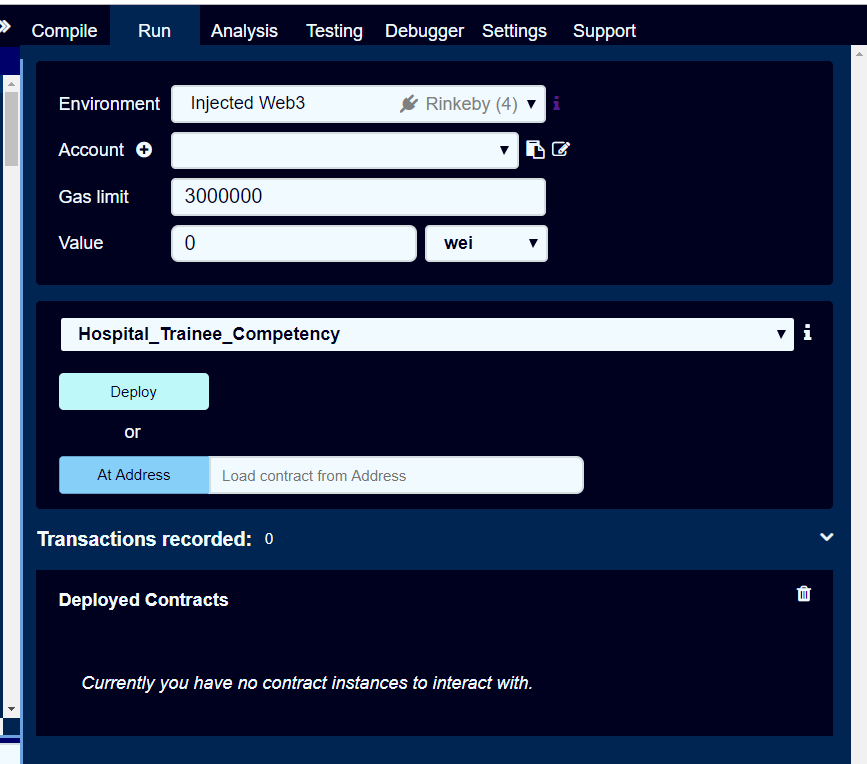 Compile Run Analysis Testing Debugger Settings Support
Environment Injected Web3 Rinkeby (4)
Account
Gas limit 3000000
Value 0 wei
Hospital_Trainee_Competency
Deploy
or
At Address Load contract from Address
Transactions recorded: 0
Deployed Contracts
Currently you have no contract instances to interact with.